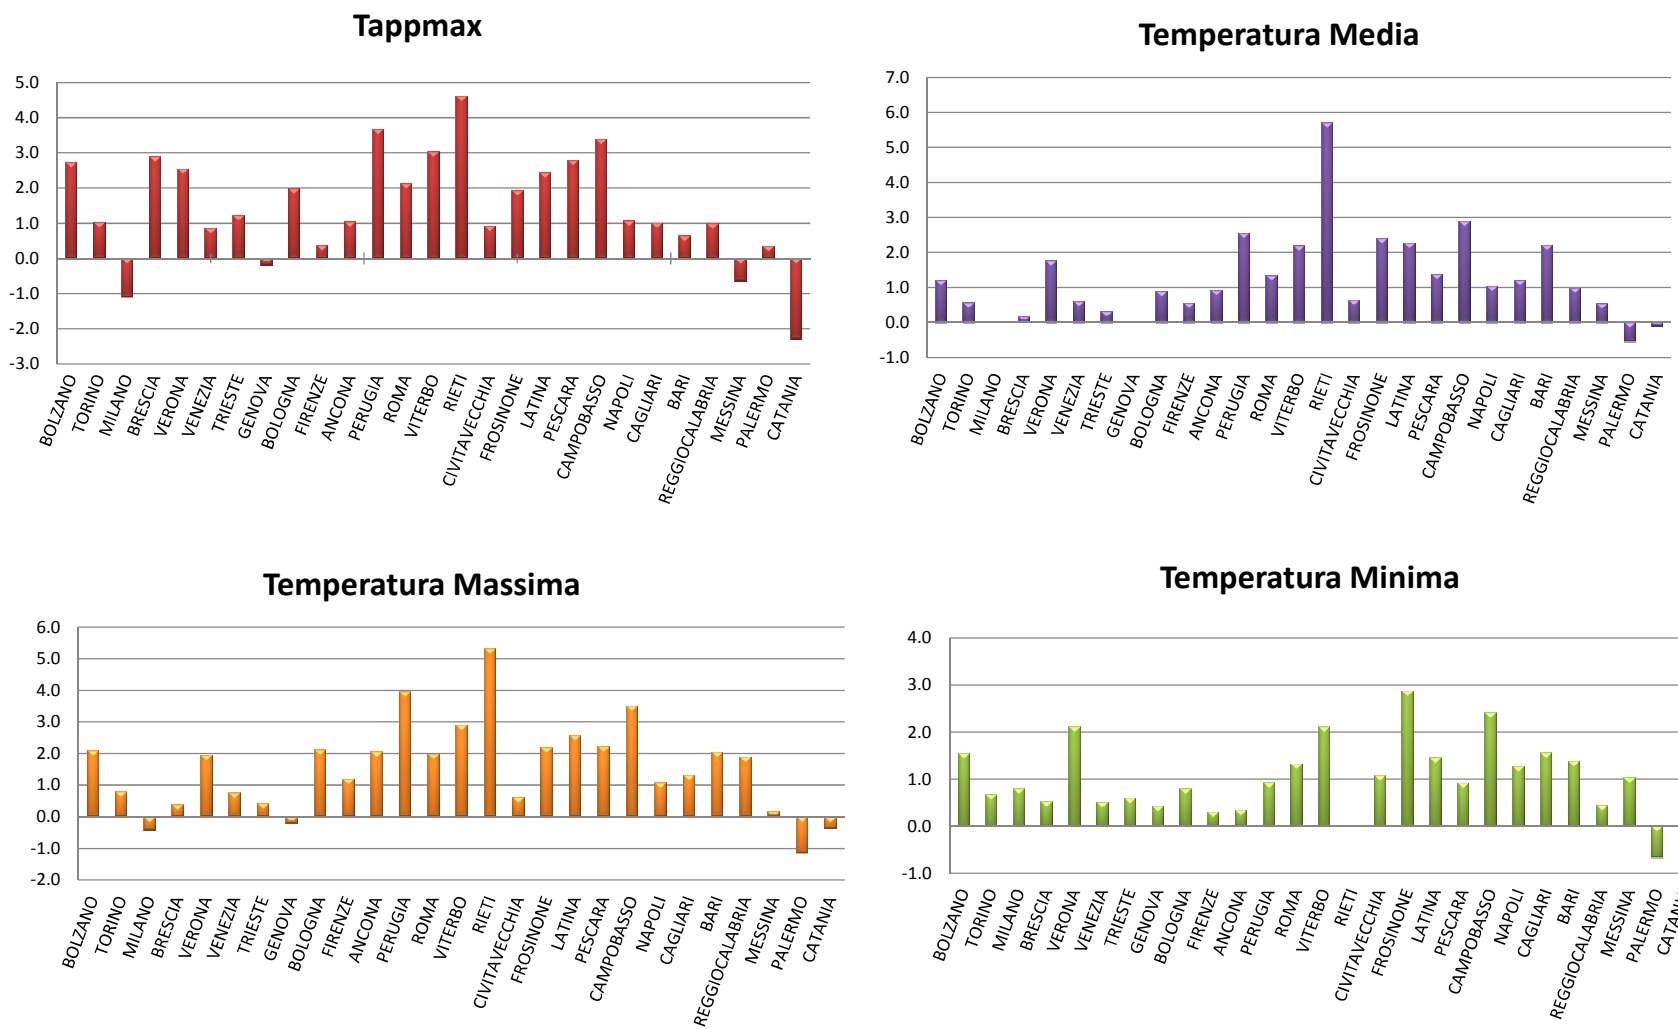 Tappmax
5.0
4.0
3.0
2.0
1.0
0.0
-1.0
-2.0
-3.0
BOLZANO
TORINO
MILANO
BRESCIA
VERONA
VENEZIA
TRIESTE
GENOVA
BOLOGNA
FIRENZE
ANCONA
PERUGIA
ROMA
VITERBO
RIETI
CIVITAVECCHIA
FROSINONE
LATINA
PESCARA
CAMPOBASSO
NAPOLI
CAGLIARI
BARI
REGGIOCALABRIA
MESSINA
PALERMO
CATANIA
Temperatura Media
7.0
6.0
5.0
4.0
3.0
2.0
1.0
0.0
-1.0
BOLZANO
TORINO
MILANO
BRESCIA
VERONA
VENEZIA
TRIESTE
GENOVA
BOLOGNA
FIRENZE
ANCONA
PERUGIA
ROMA
VITERBO
RIETI
CIVITAVECCHIA
FROSINONE
LATINA
PESCARA
CAMPOBASSO
NAPOLI
CAGLIARI
BARI
REGGIOCALABRIA
MESSINA
PALERMO
CATANIA
Temperatura Massima
6.0
5.0
4.0
3.0
2.0
1.0
0.0
-1.0
-2.0
BOLZANO
TORINO
MILANO
BRESCIA
VERONA
VENEZIA
TRIESTE
GENOVA
BOLOGNA
FIRENZE
ANCONA
PERUGIA
ROMA
VITERBO
RIETI
CIVITAVECCHIA
FROSINONE
LATINA
PESCARA
CAMPOBASSO
NAPOLI
CAGLIARI
BARI
REGGIOCALABRIA
MESSINA
PALERMO
CATANIA
Temperatura Minima
4.0
3.0
2.0
1.0
0.0
-1.0
BOLZANO
TORINO
MILANO
BRESCIA
VERONA
VENEZIA
TRIESTE
GENOVA
BOLOGNA
FIRENZE
ANCONA
PERUGIA
ROMA
VITERBO
RIETI
CIVITAVECCHIA
FROSINONE
LATINA
PESCARA
CAMPOBASSO
NAPOLI
CAGLIARI
BARI
REGGIOCALABRIA
MESSINA
PALERMO
CATANIA